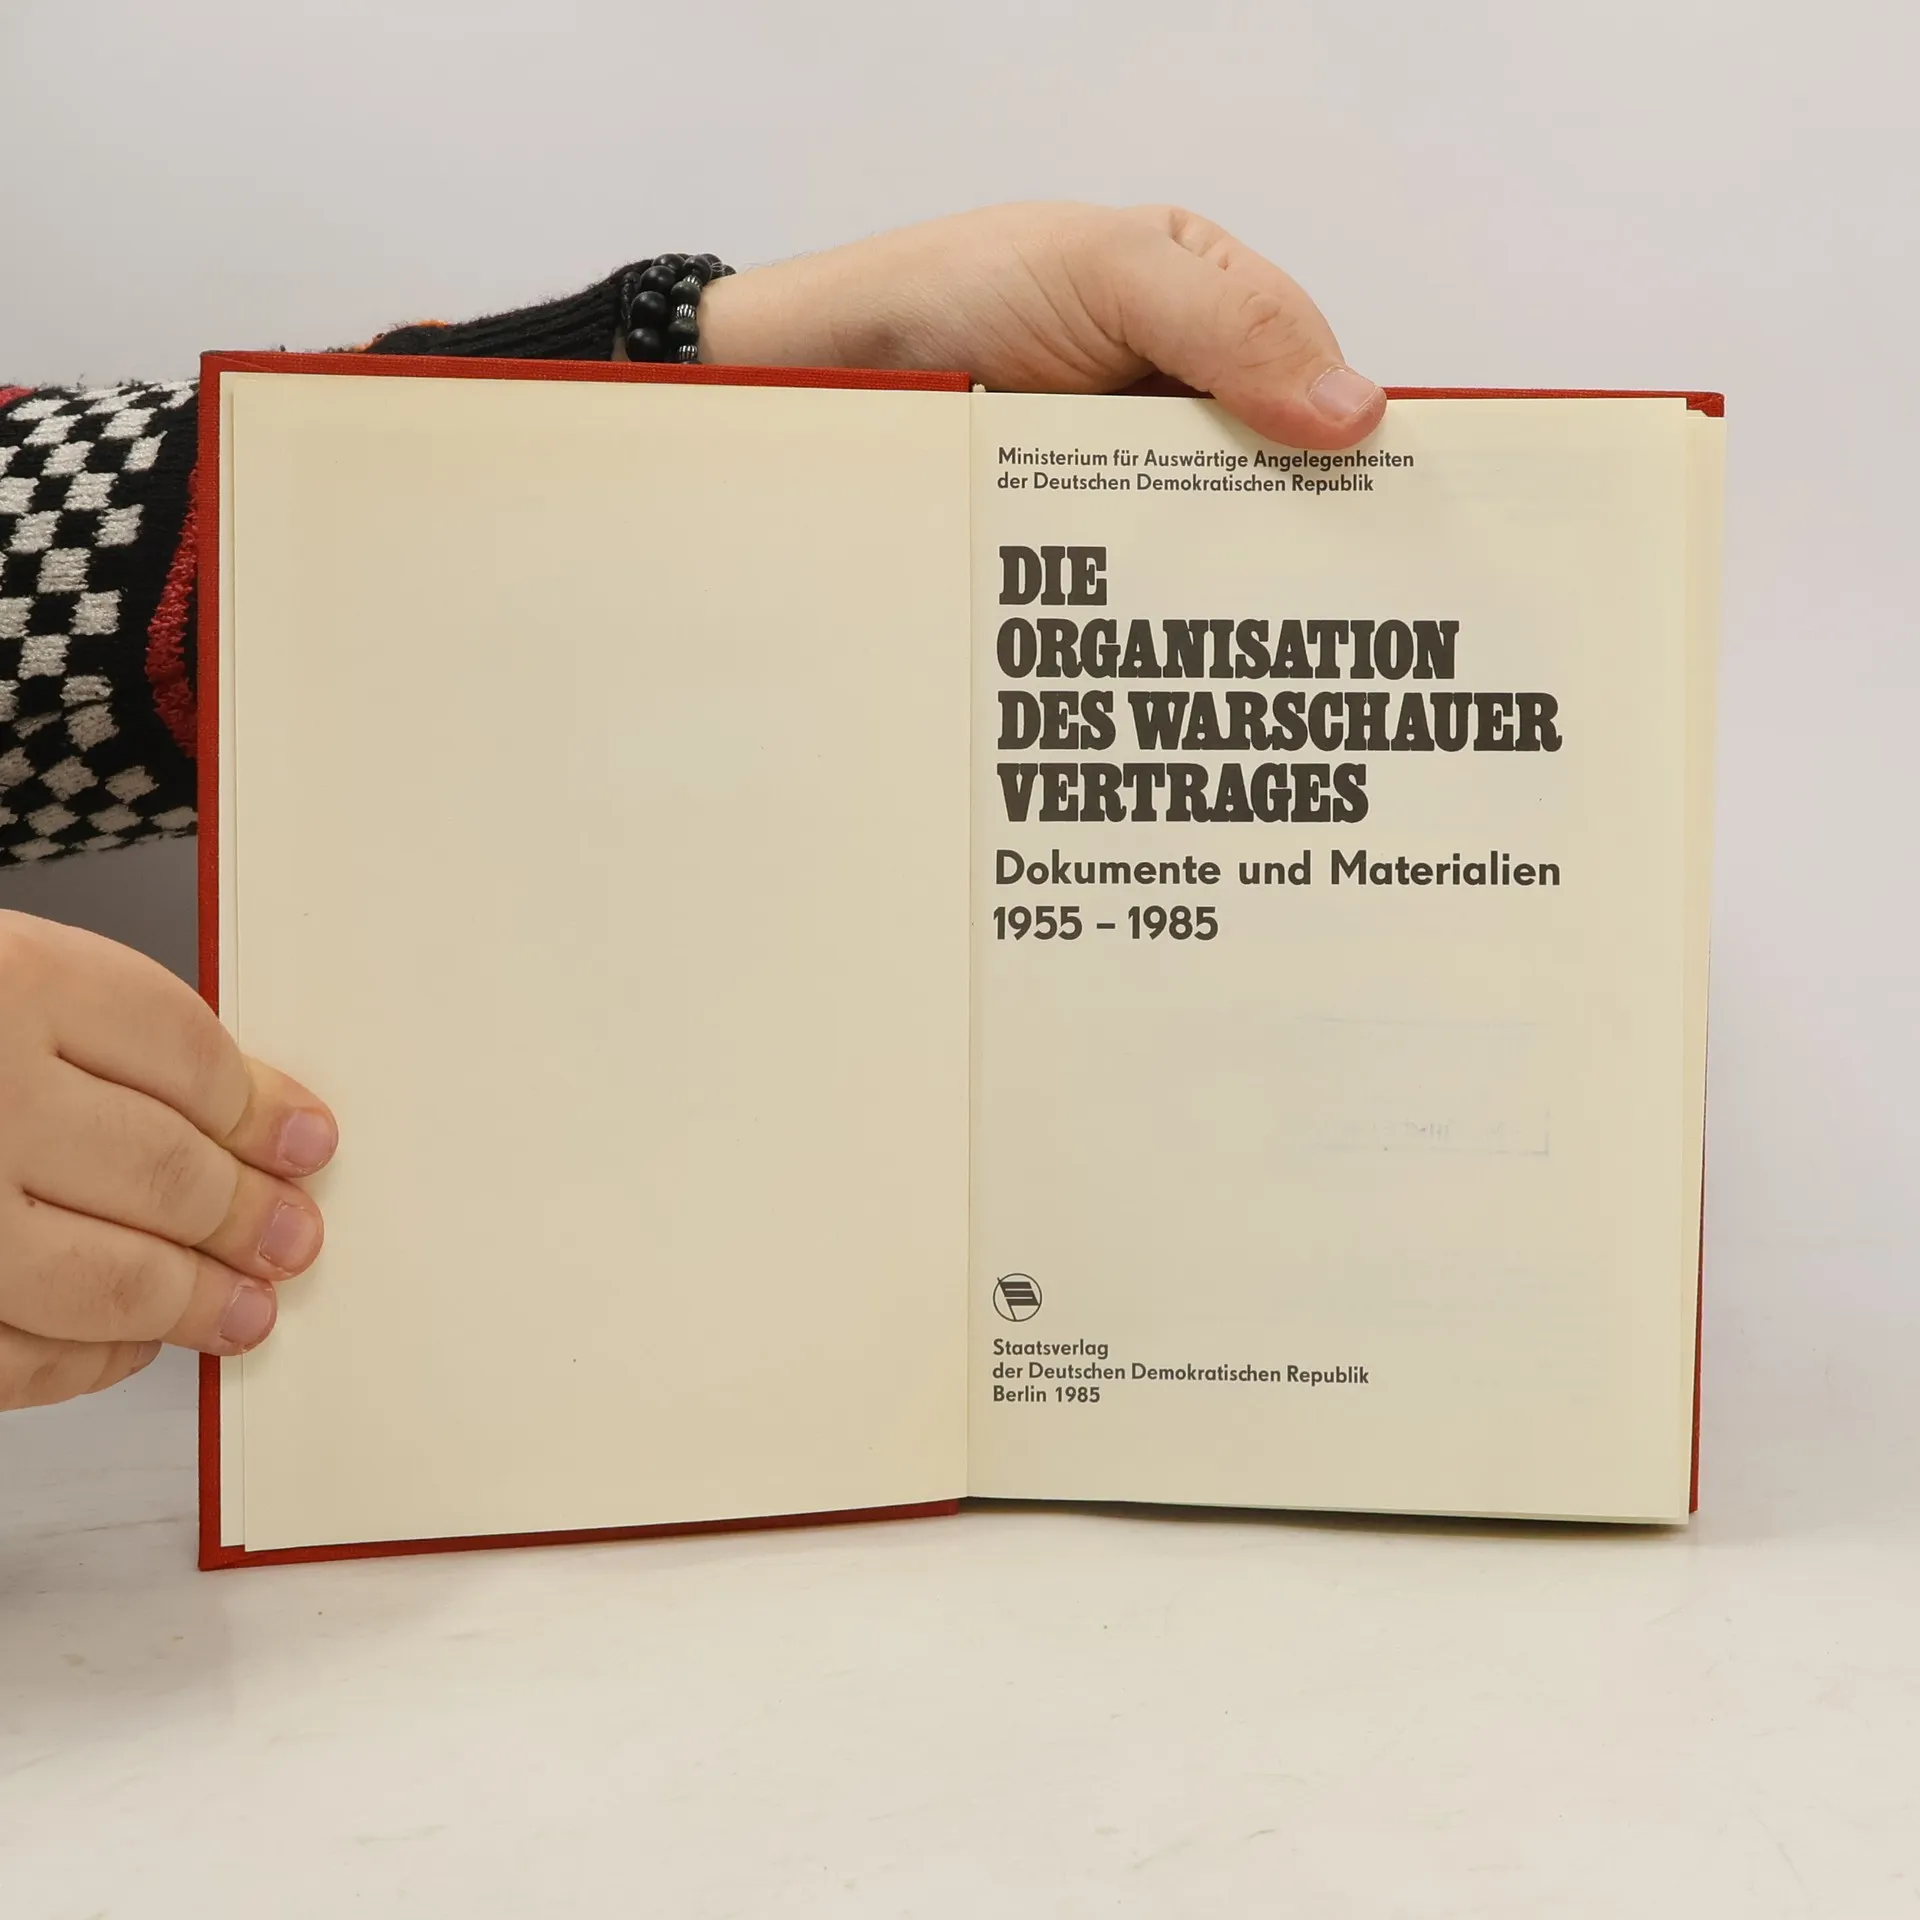 Ministerium für Auswärtige Angelegenheiten
der Deutschen Demokratischen Republik
DIE
ORGANISATION
DES WARSCHAUER
VERTRAGES
Dokumente und Materialien
1955 – 1985
Staatsverlag
der Deutschen Demokratischen Republik
Berlin 1985